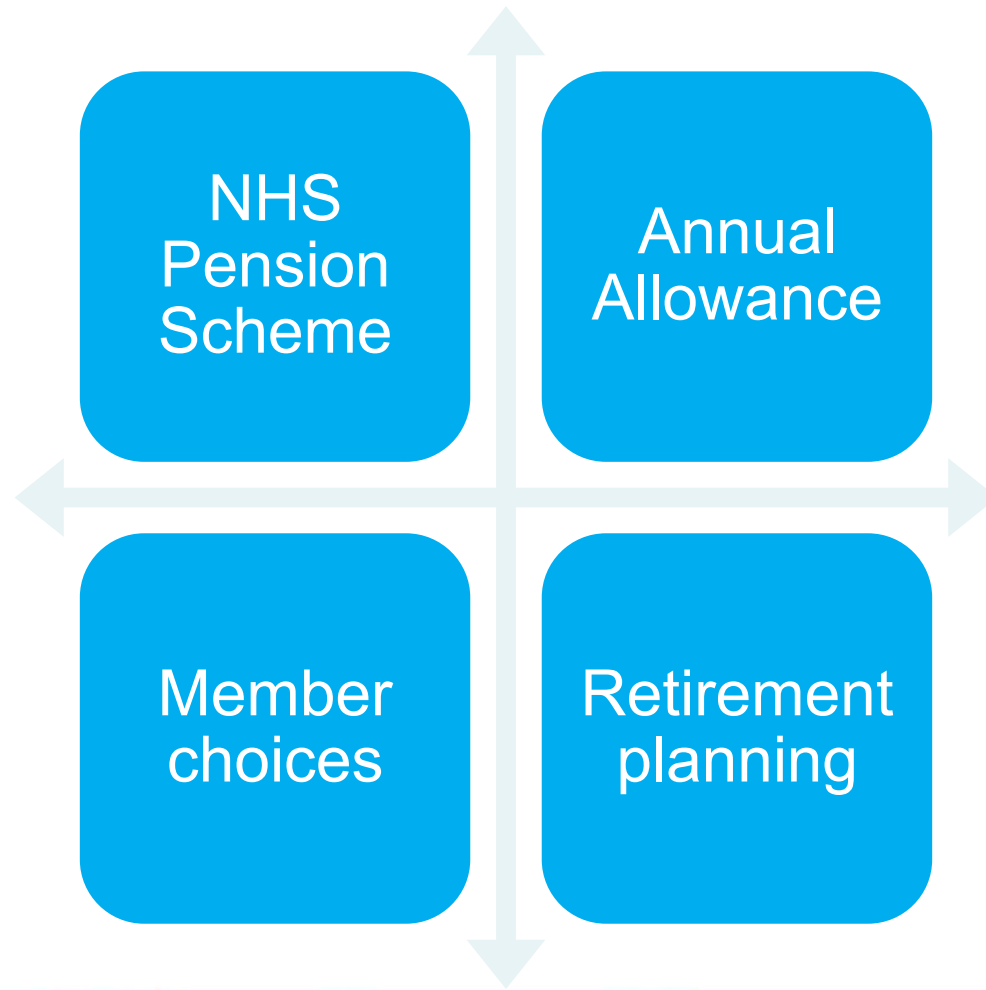 NHS
Pension
Scheme
Annual
Allowance
Member
choices
Retirement
planning